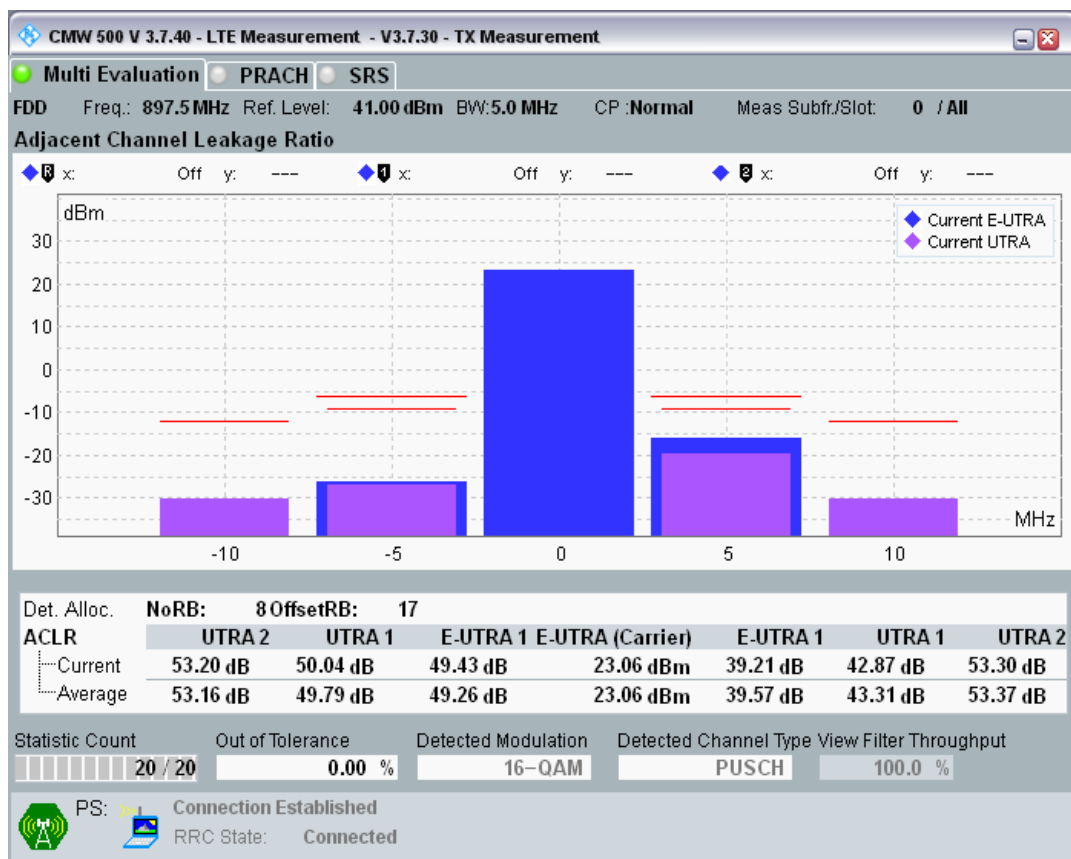 CMW 500 V 3.7.40 - LTE Measurement - V3.7.30 - TX Measurement
Multi Evaluation PRACH SRS
FDD Freq.: 897.5 MHz Ref. Level: 41.00 dBm BW:5.0 MHz CP :Normal Meas Subfr./Slot: 0 / All
Adjacent Channel Leakage Ratio
R x: Off y: --- 1 x: Off y: --- 2 x: Off y: ---
dBm
Current E-UTRA
Current UTRA
30
20
10
0
-10
-20
-30
MHz
-10 -5 0 5 10
Det. Alloc. NoRB: 8 OffsetRB: 17
ACLR UTRA 2 UTRA 1 E-UTRA 1 E-UTRA (Carrier) E-UTRA 1 UTRA 1 UTRA 2
Current 53.20 dB 50.04 dB 49.43 dB 23.06 dBm 39.21 dB 42.87 dB 53.30 dB
Average 53.16 dB 49.79 dB 49.26 dB 23.06 dBm 39.57 dB 43.31 dB 53.37 dB
Statistic Count Out of Tolerance Detected Modulation Detected Channel Type View Filter Throughput
20 / 20 0.00 % 16-QAM PUSCH 100.0 %
PS: Connection Established
RRC State: Connected